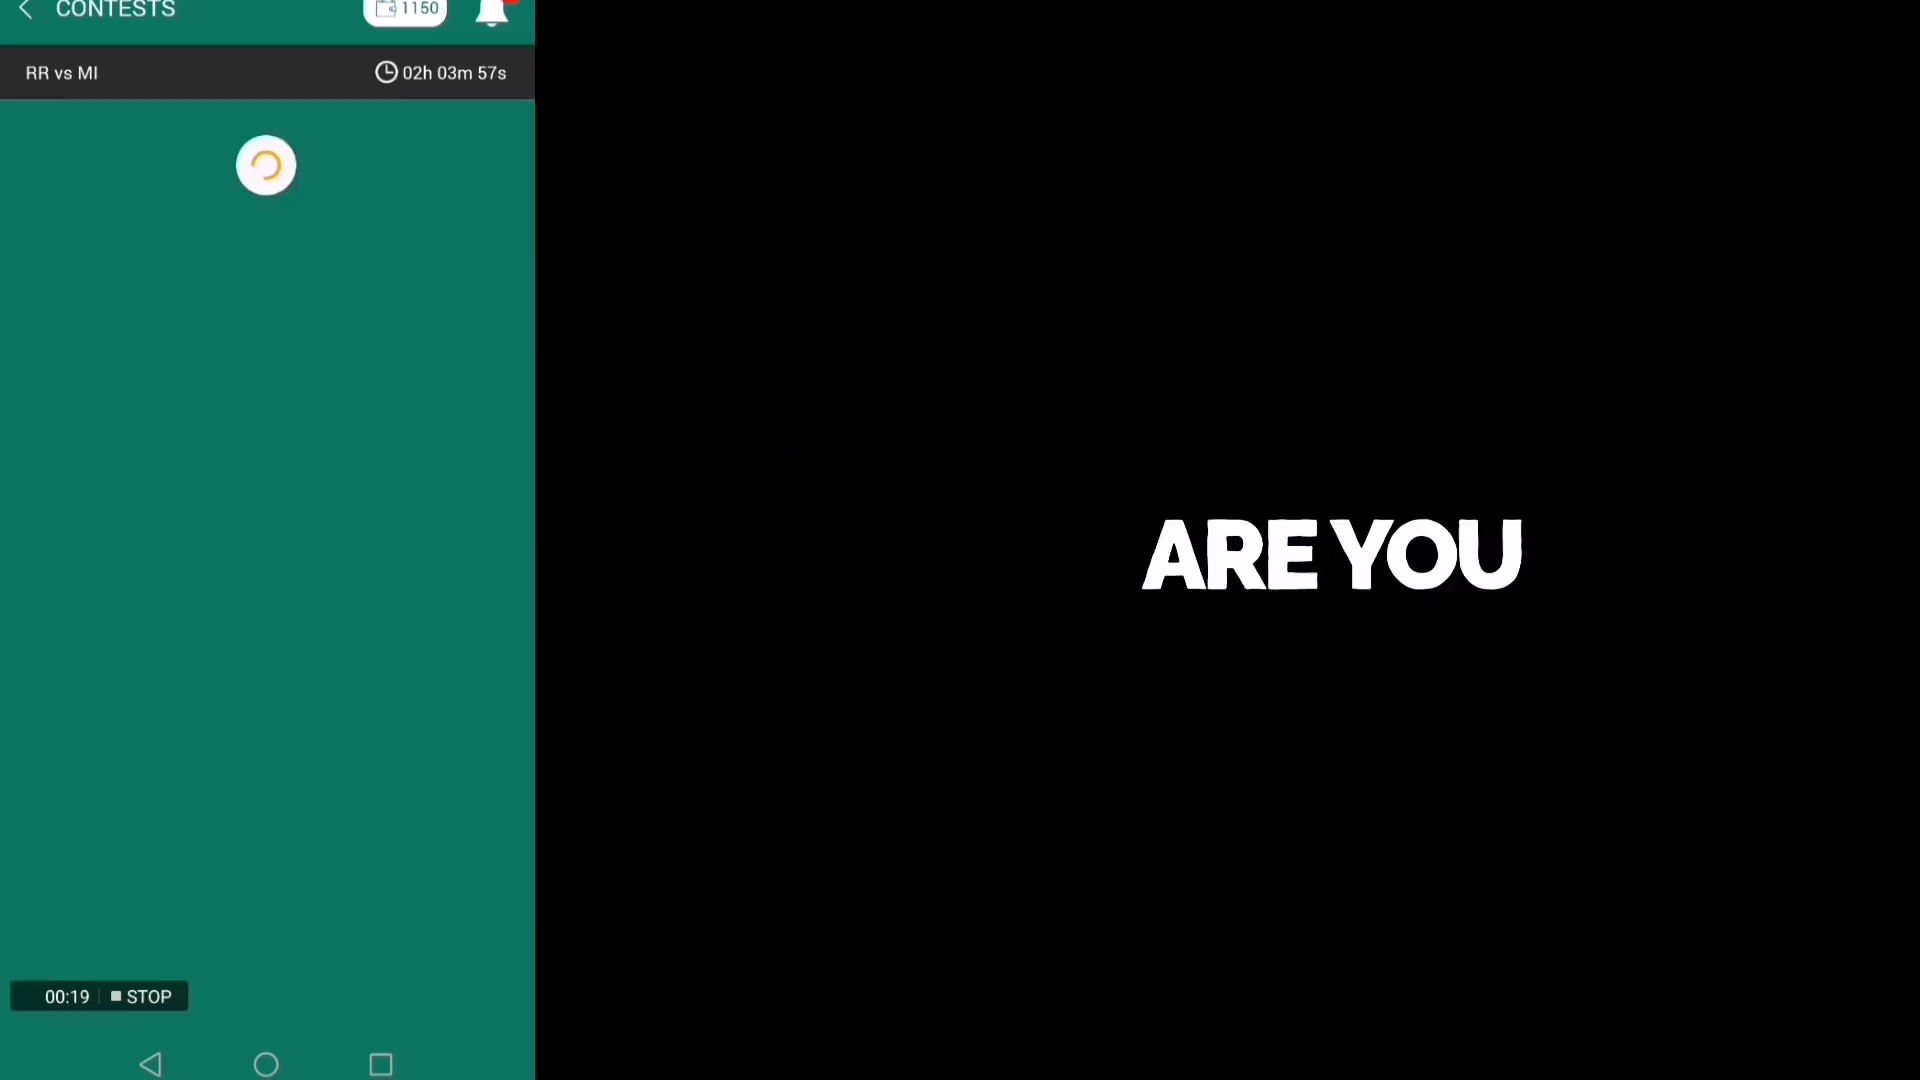 CONTESTS
1150
RR vs MI
02h 03m 57s
ARE YOU
00:19
STOP